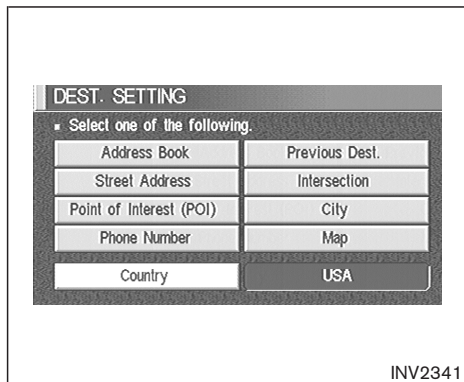 DEST. SETTING
Select one of the following.
Address Book Previous Dest.
Street Address Intersection
Point of Interest (POI) City
Phone Number Map
Country USA
INV2341